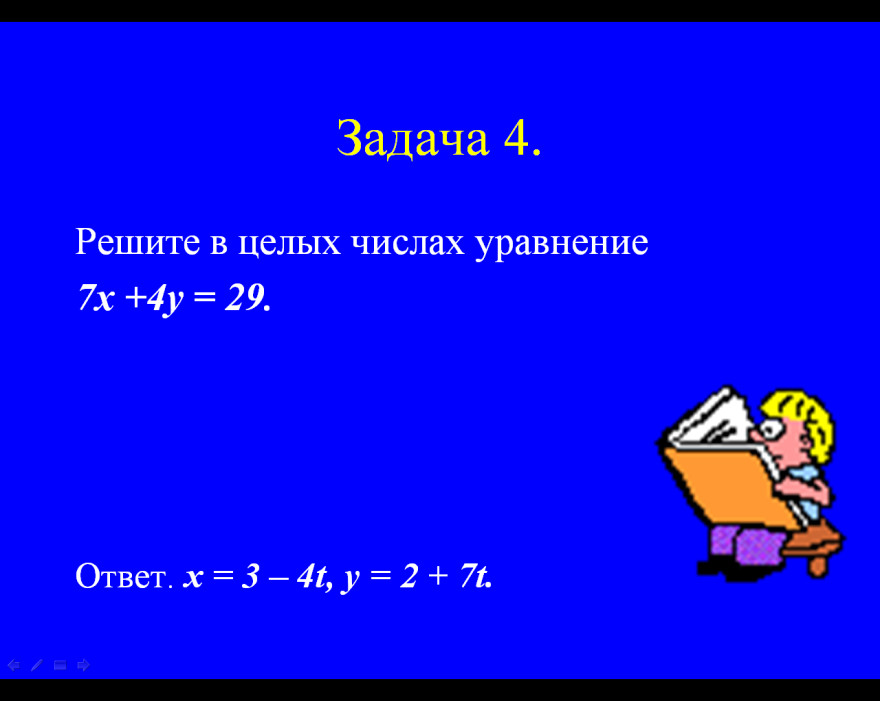 Задача 4.
Решите в целых числах уравнение
7x +4y = 29.
Ответ. x = 3 – 4t, y = 2 + 7t.